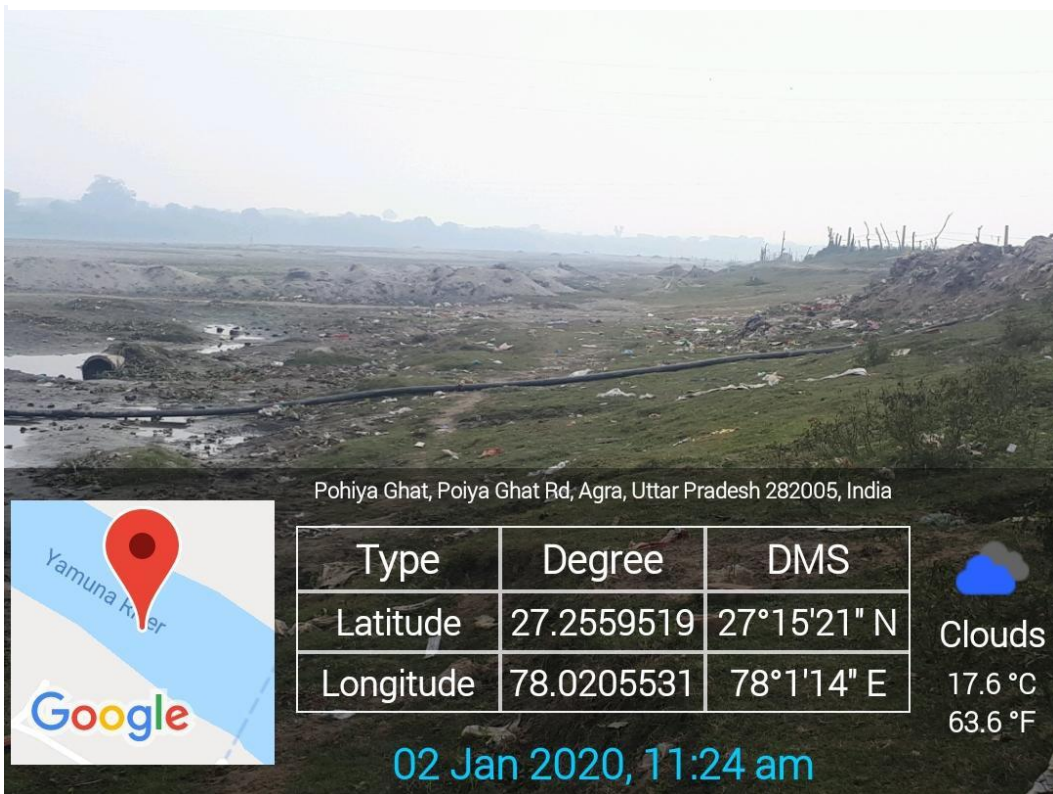 Pohiya Ghat, Poiya Ghat Rd, Agra, Uttar Pradesh 282005, India
Yamuna River
Google
Type Degree DMS
Latitude 27.2559519 27°15'21" N
Longitude 78.0205531 78°1'14" E
Clouds
17.6 °C
63.6 °F
02 Jan 2020, 11:24 am